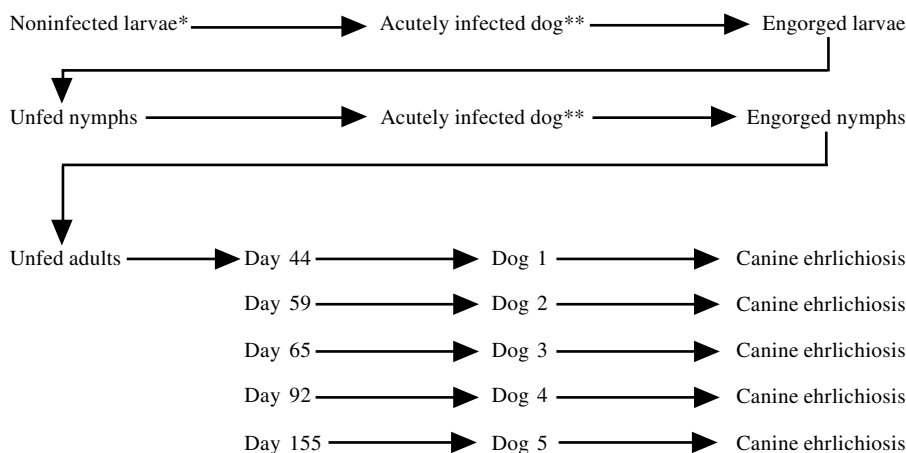 Noninfected larvae* Acutely infected dog** Engorged larvae
Unfed nymphs Acutely infected dog** Engorged nymphs
Unfed adults Day 44 Dog 1 Canine ehrlichiosis
Day 59 Dog 2 Canine ehrlichiosis
Day 65 Dog 3 Canine ehrlichiosis
Day 92 Dog 4 Canine ehrlichiosis
Day 155 Dog 5 Canine ehrlichiosis